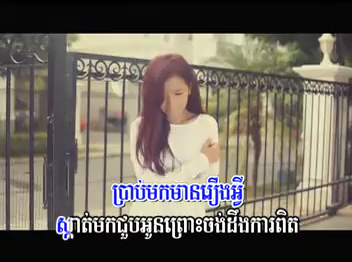 ប្រាប់មកមានរឿងអ្វី
ស្ងាត់មកជួបអូនព្រោះចង់ដឹងការពិត